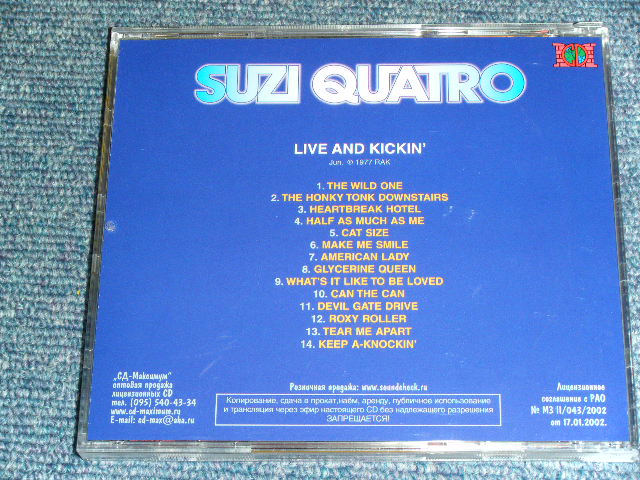 SUZI QUATRO
LIVE AND KICKIN'
Jun. ℗ 1977 RAK
1. THE WILD ONE
2. THE HONKY TONK DOWNSTAIRS
3. HEARTBREAK HOTEL
4. HALF AS MUCH AS ME
5. CAT SIZE
6. MAKE ME SMILE
7. AMERICAN LADY
8. GLYCERINE QUEEN
9. WHAT'S IT LIKE TO BE LOVED
10. CAN THE CAN
11. DEVIL GATE DRIVE
12. ROXY ROLLER
13. TEAR ME APART
14. KEEP A-KNOCKIN'
„СД-Максимум"
оптовая продажа
лицензионных CD
тел. (095) 540-43-34
www.cd-maximum.ru
E-mail: cd-max@aha.ru
Розничная продажа: www.soundcheck.ru
Копирование, сдача в прокат,наём, аренду, публичное использование
и трансляция через эфир настоящего CD без надлежащего разрешения
ЗАПРЕЩАЕТСЯ!
Лицензионное
соглашение с РАО
№ МЗ 11/043/2002
от 17.01.2002.